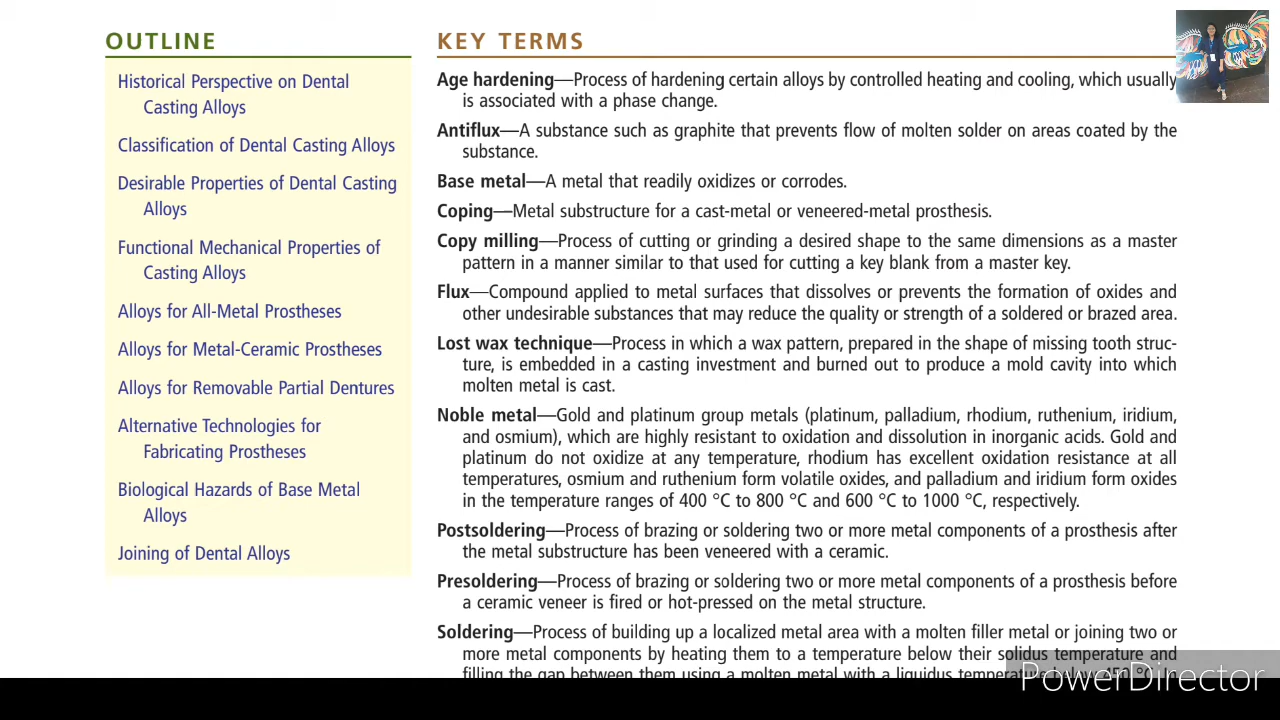 OUTLINE
Historical Perspective on Dental
Casting Alloys
Classification of Dental Casting Alloys
Desirable Properties of Dental Casting
Alloys
Functional Mechanical Properties of
Casting Alloys
Alloys for All-Metal Prostheses
Alloys for Metal-Ceramic Prostheses
Alloys for Removable Partial Dentures
Alternative Technologies for
Fabricating Prostheses
Biological Hazards of Base Metal
Alloys
Joining of Dental Alloys
KEY TERMS
Age hardening—Process of hardening certain alloys by controlled heating and cooling, which usually
is associated with a phase change.
Antiflux—A substance such as graphite that prevents flow of molten solder on areas coated by the
substance.
Base metal—A metal that readily oxidizes or corrodes.
Coping—Metal substructure for a cast-metal or veneered-metal prosthesis.
Copy milling—Process of cutting or grinding a desired shape to the same dimensions as a master
pattern in a manner similar to that used for cutting a key blank from a master key.
Flux—Compound applied to metal surfaces that dissolves or prevents the formation of oxides and
other undesirable substances that may reduce the quality or strength of a soldered or brazed area.
Lost wax technique—Process in which a wax pattern, prepared in the shape of missing tooth struc-
ture, is embedded in a casting investment and burned out to produce a mold cavity into which
molten metal is cast.
Noble metal—Gold and platinum group metals (platinum, palladium, rhodium, ruthenium, iridium,
and osmium), which are highly resistant to oxidation and dissolution in inorganic acids. Gold and
platinum do not oxidize at any temperature, rhodium has excellent oxidation resistance at all
temperatures, osmium and ruthenium form volatile oxides, and palladium and iridium form oxides
in the temperature ranges of 400 °C to 800 °C and 600 °C to 1000 °C, respectively.
Postsoldering—Process of brazing or soldering two or more metal components of a prosthesis after
the metal substructure has been veneered with a ceramic.
Presoldering—Process of brazing or soldering two or more metal components of a prosthesis before
a ceramic veneer is fired or hot-pressed on the metal structure.
Soldering—Process of building up a localized metal area with a molten filler metal or joining two or
more metal components by heating them to a temperature below their solidus temperature and
filling the gap between them using a molten metal with a liquidus temperature below 450 °C. In
PowerDirector